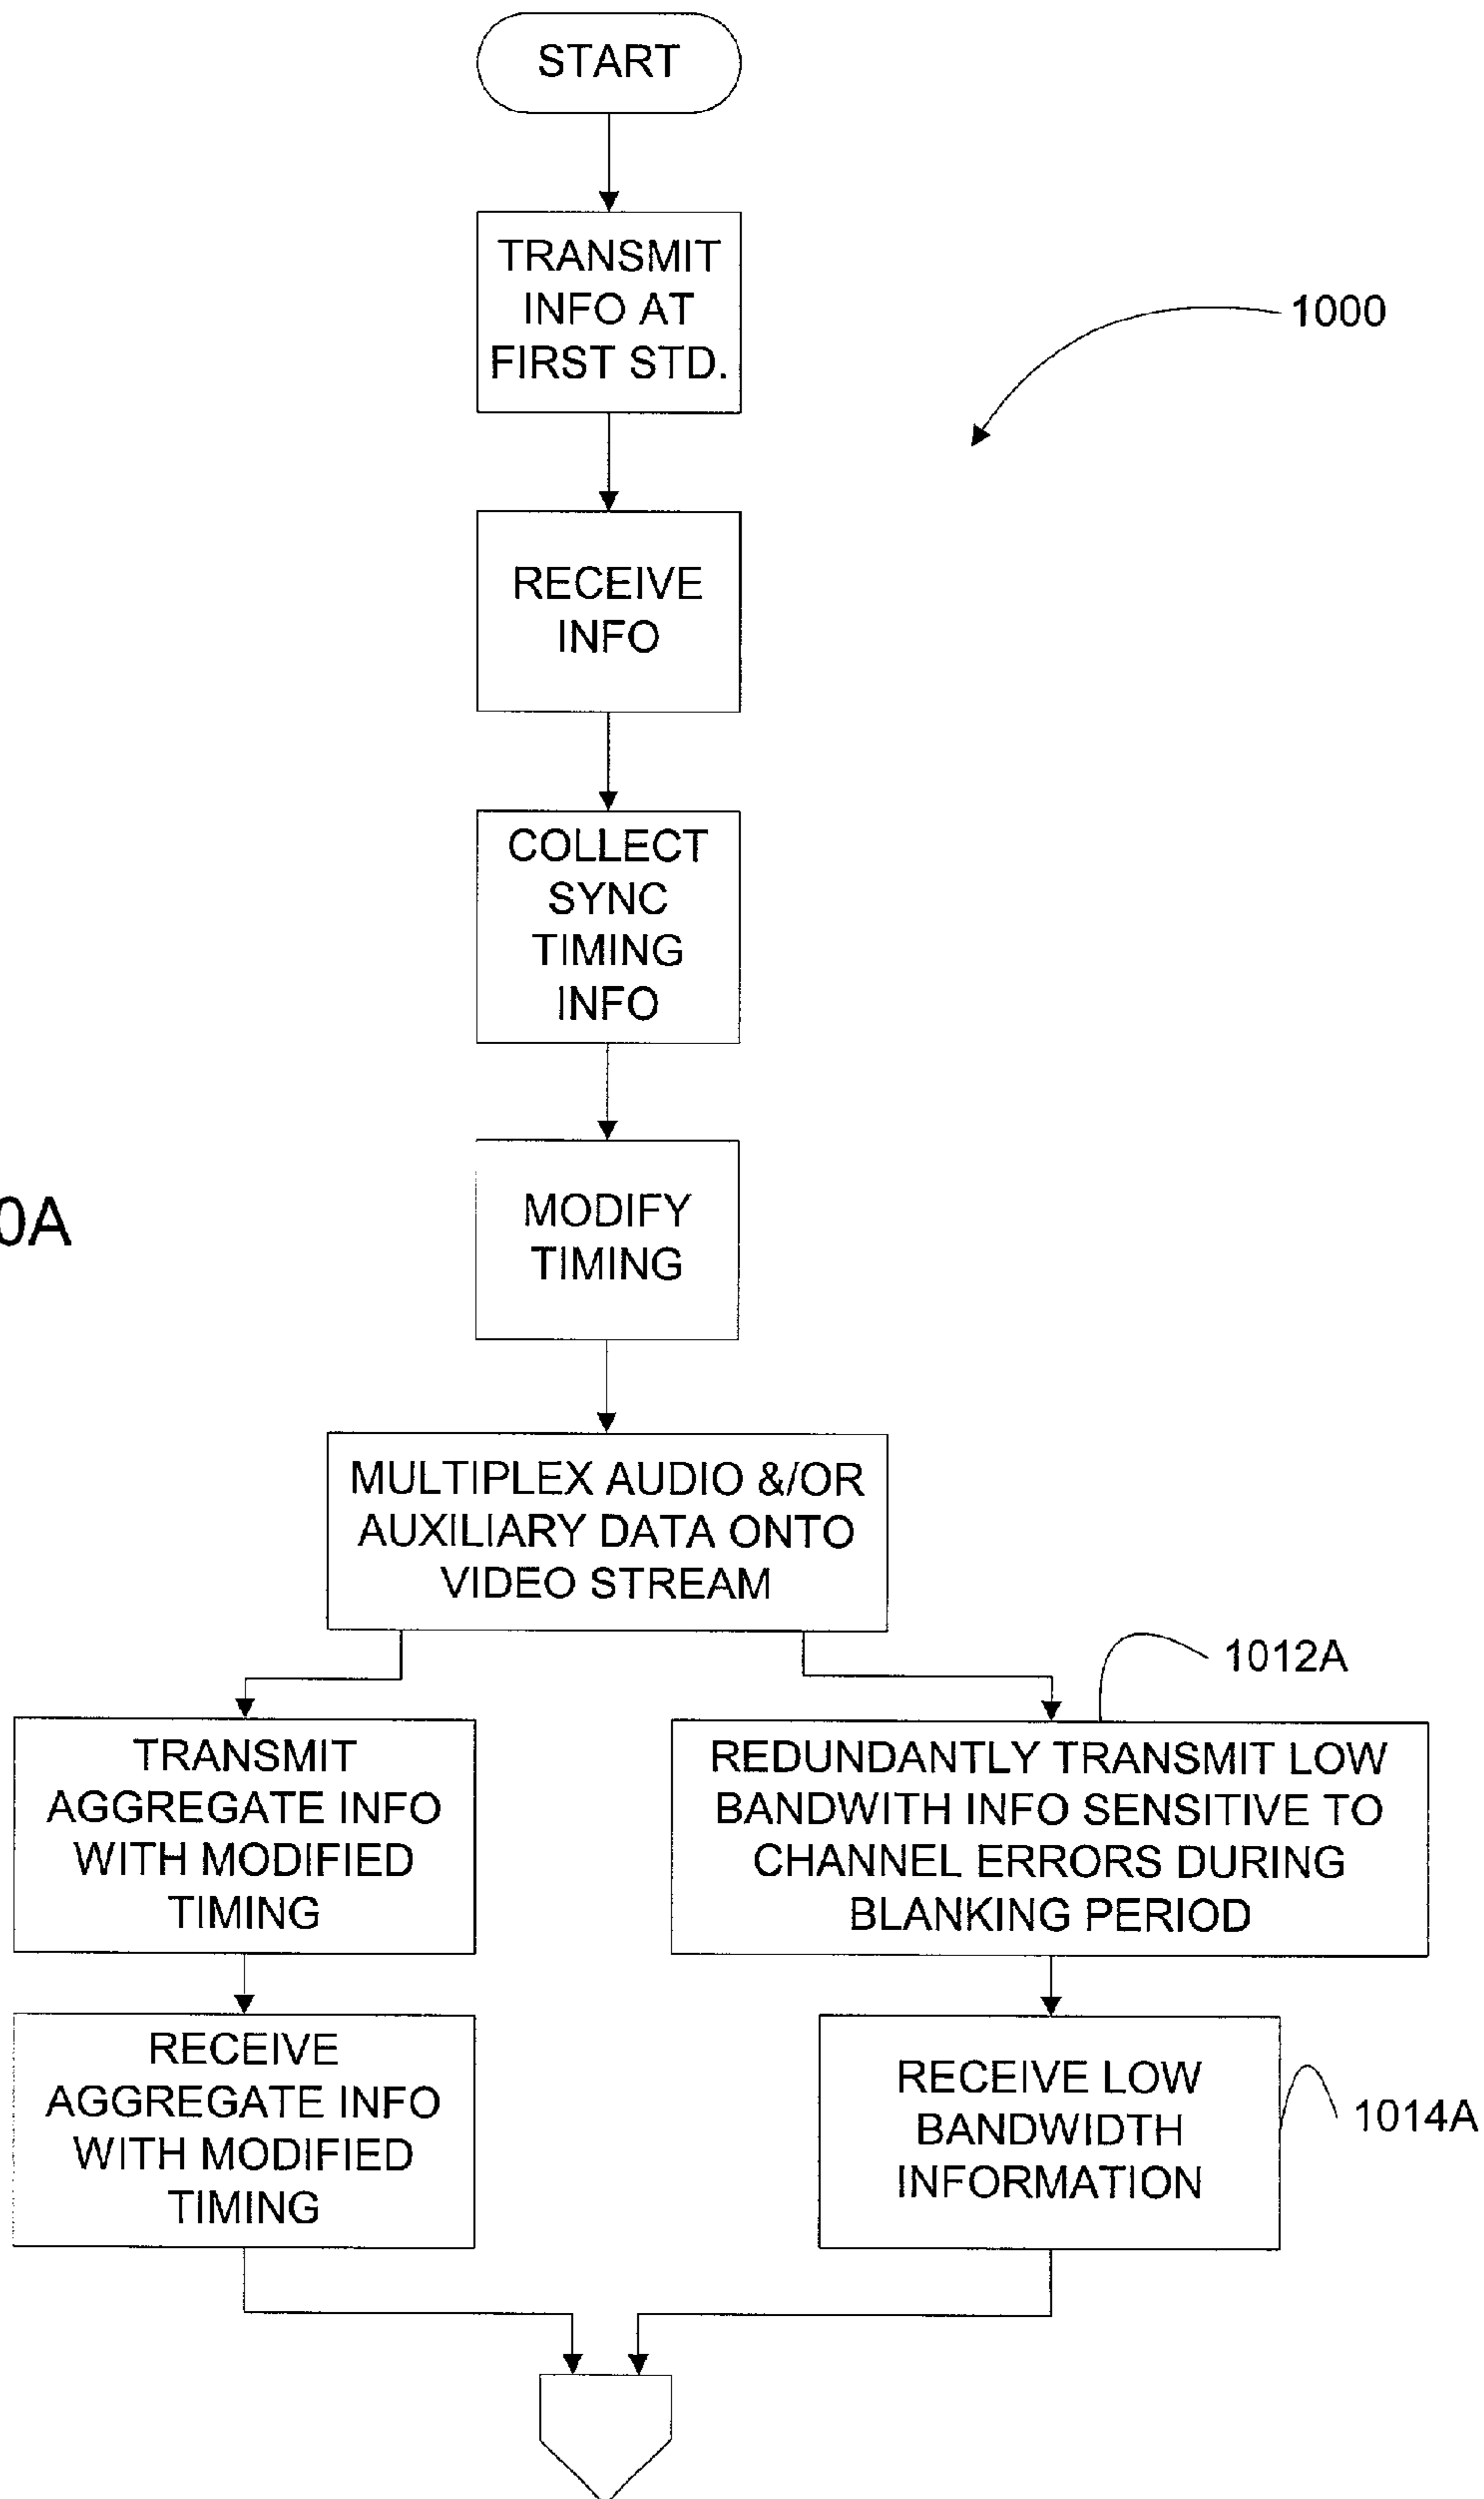 START
TRANSMIT
INFO AT
FIRST STD.
1000
RECEIVE
INFO
COLLECT
SYNC
TIMING
INFO
0A
MODIFY
TIMING
MULTIPLEX AUDIO &/OR
AUXILIARY DATA ONTO
VIDEO STREAM
1012A
TRANSMIT
AGGREGATE INFO
WITH MODIFIED
TIMING
REDUNDANTLY TRANSMIT LOW
BANDWITH INFO SENSITIVE TO
CHANNEL ERRORS DURING
BLANKING PERIOD
RECEIVE
AGGREGATE INFO
WITH MODIFIED
TIMING
RECEIVE LOW
BANDWIDTH
INFORMATION
1014A